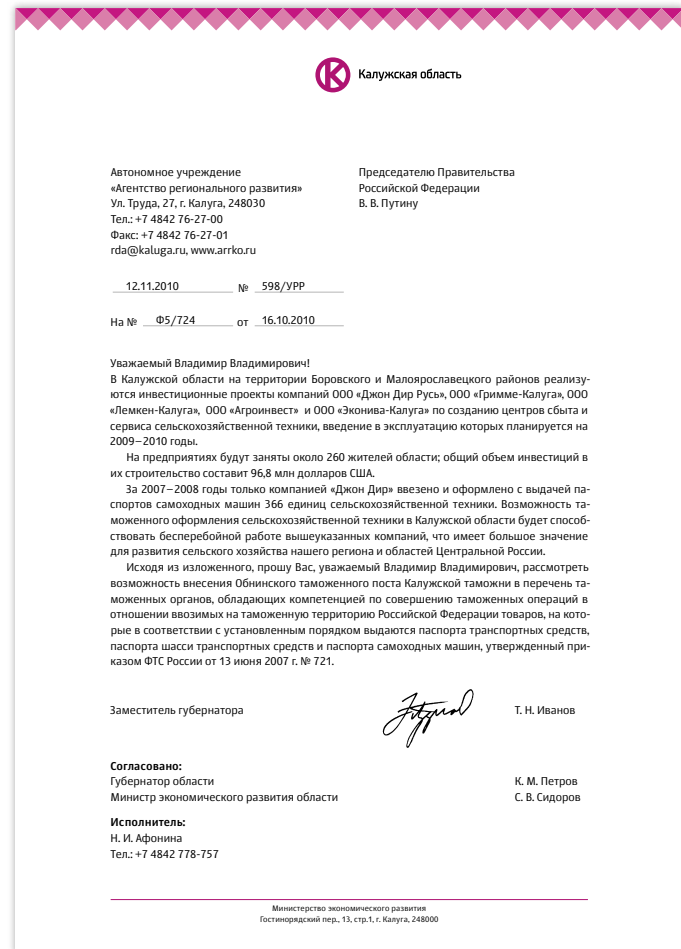 Калужская область
Автономное учреждение
«Агентство регионального развития»
Ул. Труда, 27, г. Калуга, 248030
Тел.: +7 4842 76-27-00
Факс: +7 4842 76-27-01
rda@kaluga.ru, www.arrko.ru
Председателю Правительства
Российской Федерации
В. В. Путину
12.11.2010 № 598/УРР
На № Ф5/724 от 16.10.2010
Уважаемый Владимир Владимирович!
В Калужской области на территории Боровского и Малоярославецкого районов реализу-
ются инвестиционные проекты компаний ООО «Джон Дир Русь», ООО «Гримме-Калуга», ООО
«Лемкен-Калуга», ООО «Агроинвест» и ООО «Эконива-Калуга» по созданию центров сбыта и
сервиса сельскохозяйственной техники, введение в эксплуатацию которых планируется на
2009–2010 годы.
На предприятиях будут заняты около 260 жителей области; общий объем инвестиций в
их строительство составит 96,8 млн долларов США.
За 2007–2008 годы только компанией «Джон Дир» ввезено и оформлено с выдачей па-
спортов самоходных машин 366 единиц сельскохозяйственной техники. Возможность та-
моженного оформления сельскохозяйственной техники в Калужской области будет способ-
ствовать бесперебойной работе вышеуказанных компаний, что имеет большое значение
для развития сельского хозяйства нашего региона и областей Центральной России.
Исходя из изложенного, прошу Вас, уважаемый Владимир Владимирович, рассмотреть
возможность внесения Обнинского таможенного поста Калужской таможни в перечень та-
моженных органов, обладающих компетенцией по совершению таможенных операций в
отношении ввозимых на таможенную территорию Российской Федерации товаров, на кото-
рые в соответствии с установленным порядком выдаются паспорта транспортных средств,
паспорта шасси транспортных средств и паспорта самоходных машин, утвержденный при-
казом ФТС России от 13 июня 2007 г. № 721.
Заместитель губернатора Т. Н. Иванов
Согласовано:
Губернатор области К. М. Петров
Министр экономического развития области С. В. Сидоров
Исполнитель:
Н. И. Афонина
Тел.: +7 4842 778-757
Министерство экономического развития
Гостинорядский пер., 13, стр.1, г. Калуга, 248000